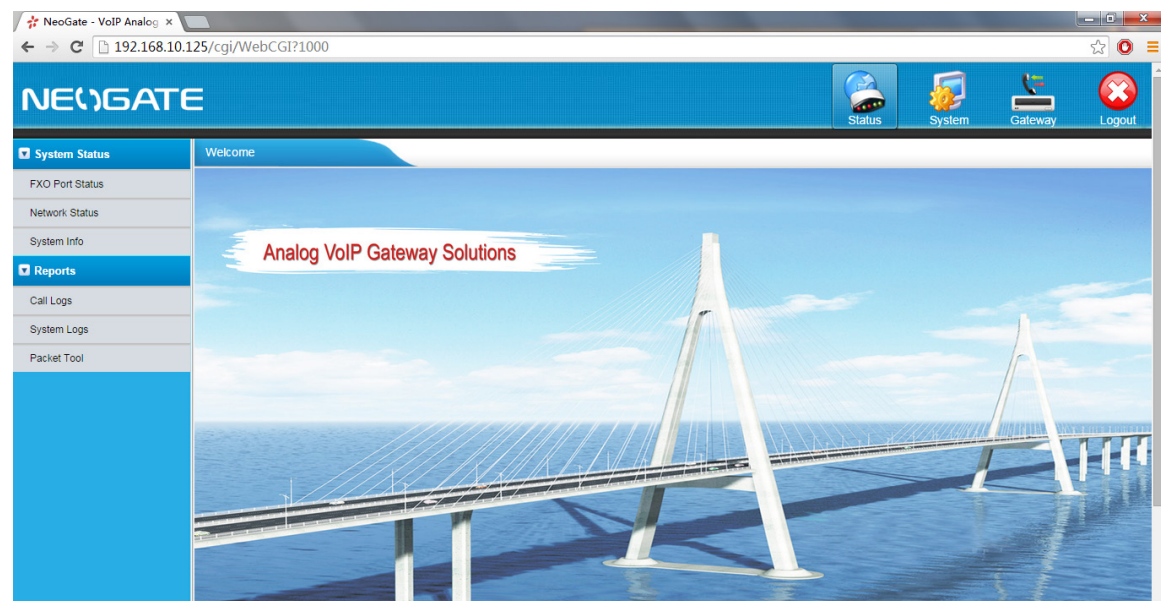 NeoGate - VoIP Analog
192.168.10.125/cgi/WebCGI?1000
NEOGATE
Status
System
Gateway
Logout
System Status
Welcome
FXO Port Status
Network Status
System Info
Reports
Call Logs
System Logs
Packet Tool
Analog VoIP Gateway Solutions